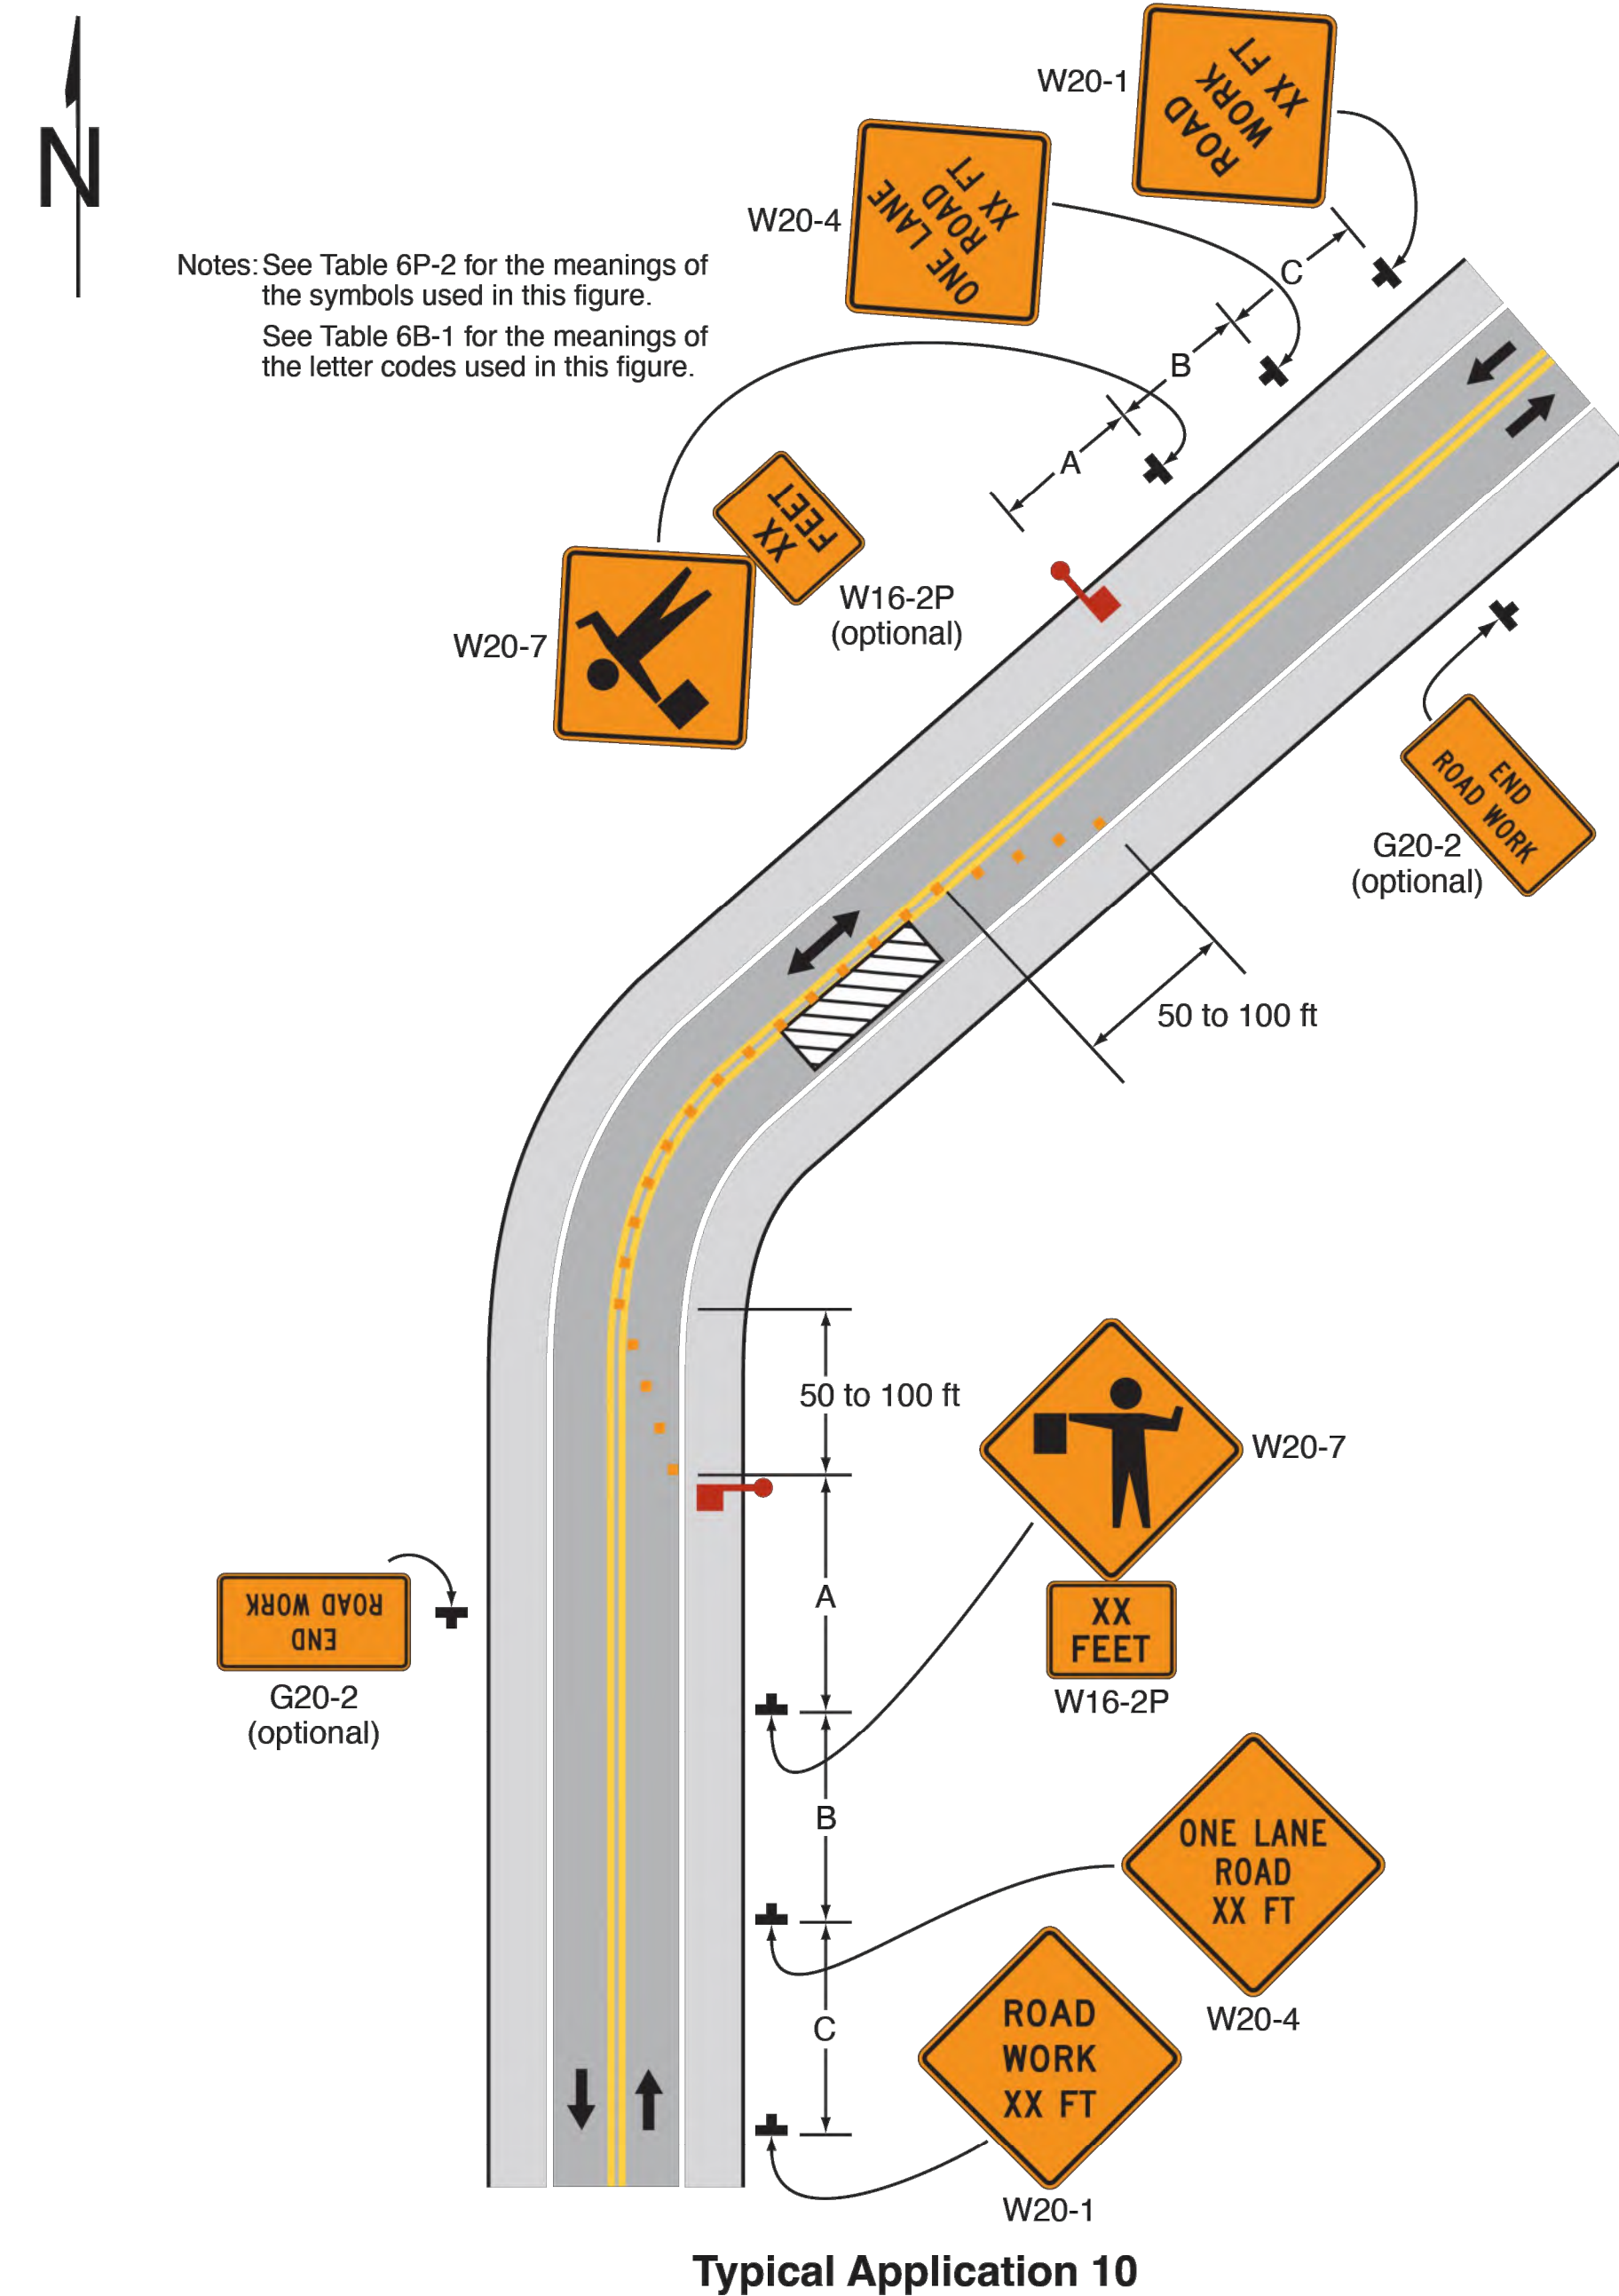 N
W20-1
ROAD
WORK
XX FT
W20-4
ONE LANE
ROAD
XX FT
Notes: See Table 6P-2 for the meanings of
the symbols used in this figure.
See Table 6B-1 for the meanings of
the letter codes used in this figure.
C
B
A
XX
FEET
W16-2P
(optional)
W20-7
END
ROAD WORK
G20-2
(optional)
50 to 100 ft
50 to 100 ft
W20-7
A
XX
FEET
W16-2P
END
ROAD WORK
G20-2
(optional)
B
ONE LANE
ROAD
XX FT
W20-4
C
ROAD
WORK
XX FT
W20-1
Typical Application 10